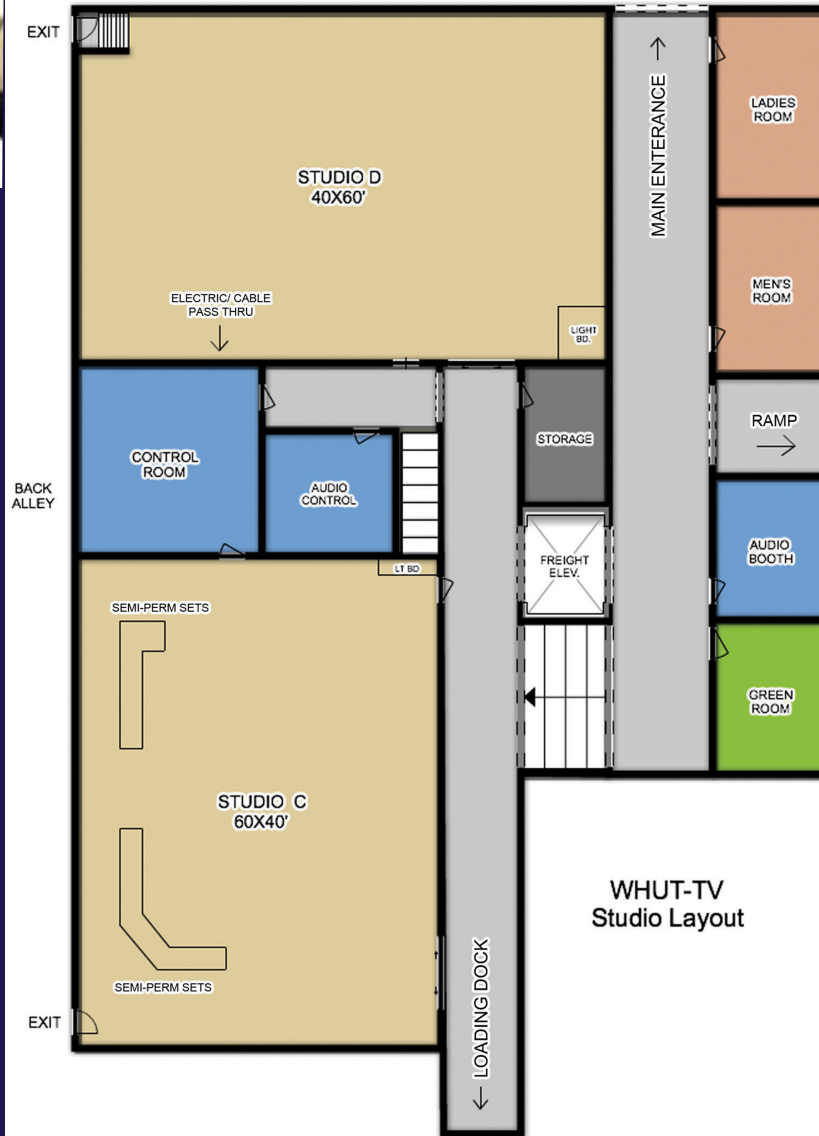 EXIT
STUDIO D
40X60'
MAIN ENTERANCE
LADIES
ROOM
MEN'S
ROOM
ELECTRIC/ CABLE
PASS THRU
LIGHT
BD.
RAMP
CONTROL
ROOM
AUDIO
CONTROL
STORAGE
BACK
ALLEY
FREIGHT
ELEV.
AUDIO
BOOTH
LT BD
SEMI-PERM SETS
GREEN
ROOM
STUDIO C
60X40'
WHUT-TV
Studio Layout
SEMI-PERM SETS
LOADING DOCK
EXIT